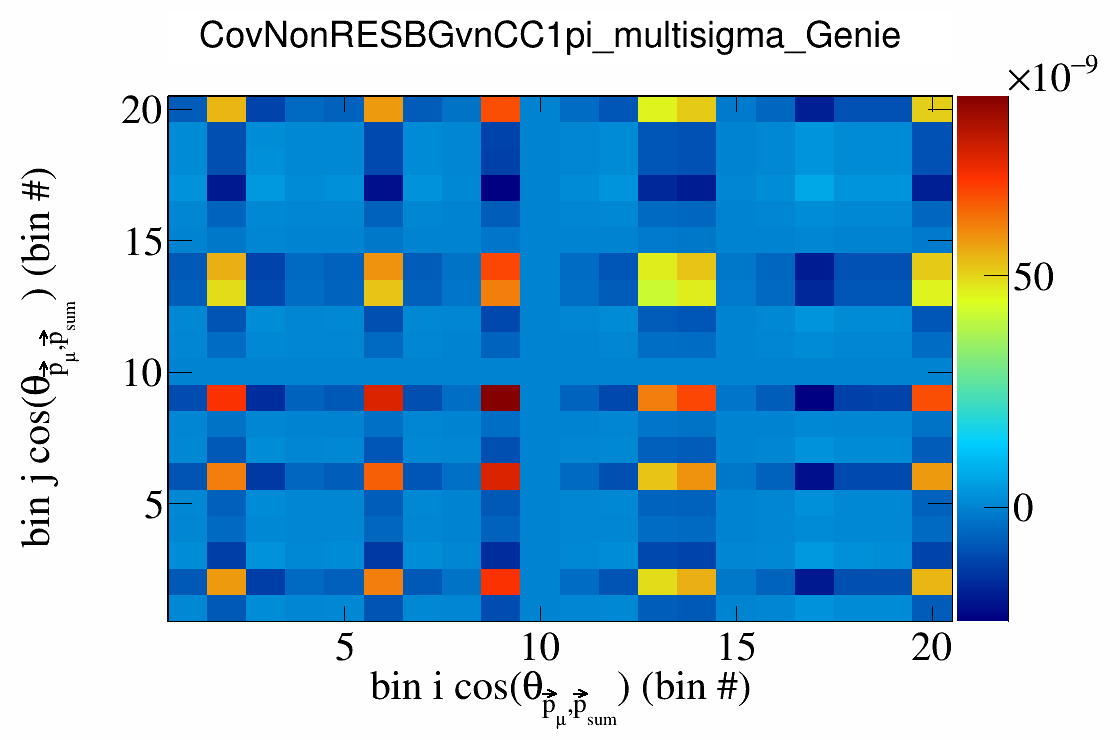 CovNonRESBGvnCC1pi_multisigma_Genie
×10⁻⁹
20
15
10
5
50
0
5 10 15 20
bin j cos(θ_{p⃗_μ,p⃗_sum}) (bin #)
bin i cos(θ_{p⃗_μ,p⃗_sum}) (bin #)